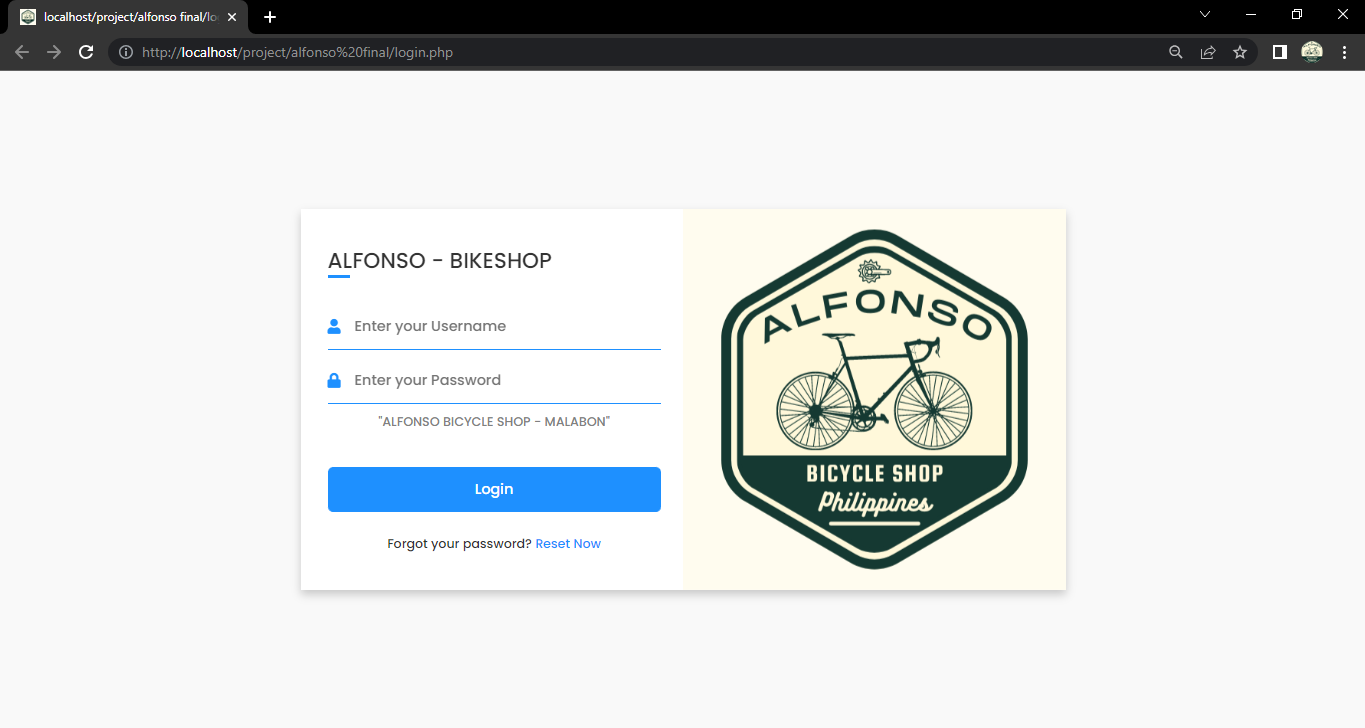 localhost/project/alfonso final/lo
http://localhost/project/alfonso%20final/login.php
ALFONSO - BIKESHOP
Enter your Username
Enter your Password
"ALFONSO BICYCLE SHOP - MALABON"
Login
Forgot your password? Reset Now
ALFONSO
BICYCLE SHOP
Philippines